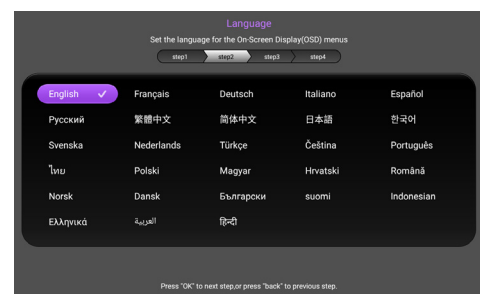 Language
Set the language for the On-Screen Display(OSD) menus
step1 step2 step3 step4
English Français Deutsch Italiano Español
Русский 繁體中文 简体中文 日本語 한국어
Svenska Nederlands Türkçe Čeština Português
ไทย Polski Magyar Hrvatski Română
Norsk Dansk Български suomi Indonesian
Ελληνικά العربية हिन्दी
Press "OK" to next step,or press "back" to previous step.